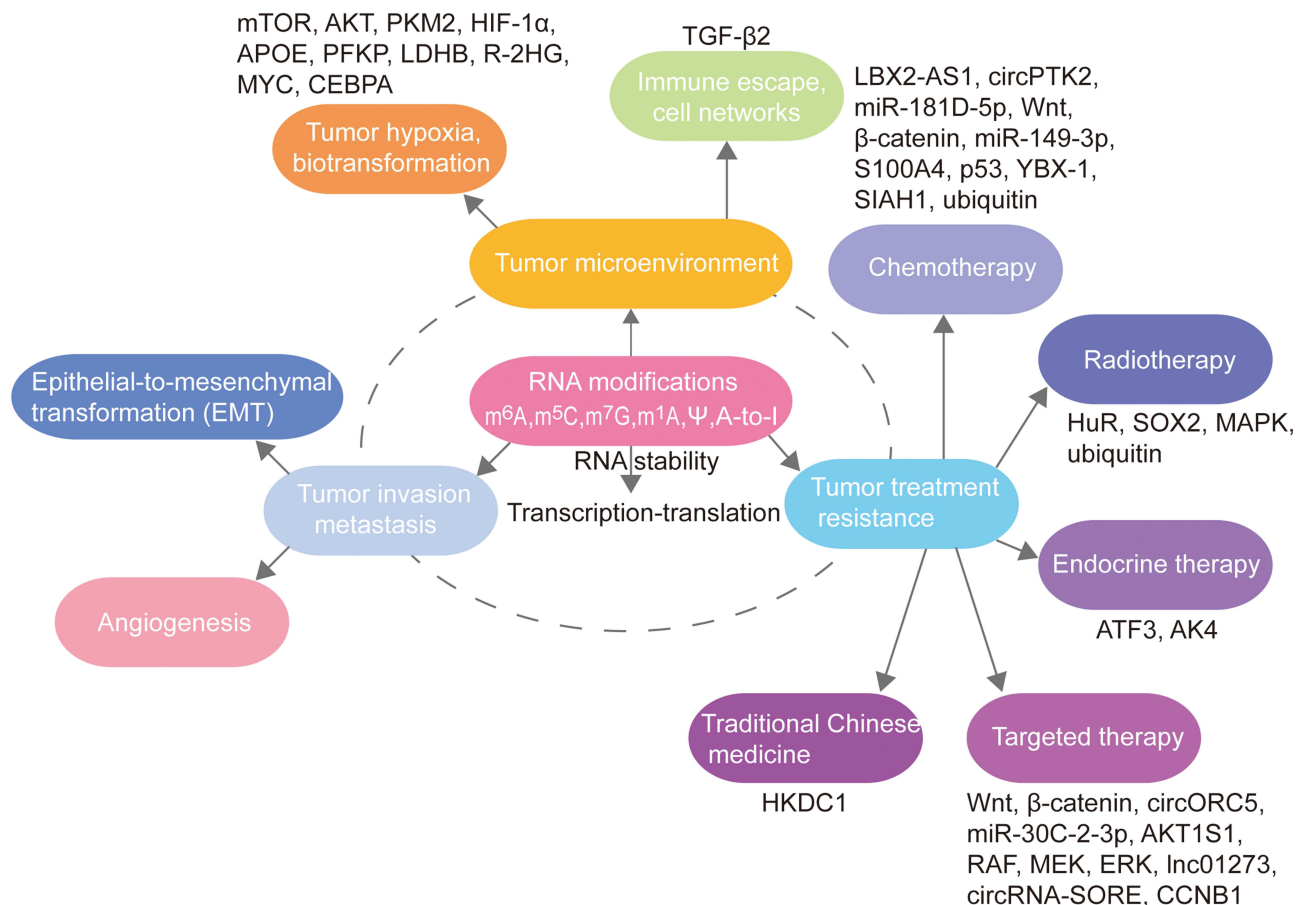 mTOR, AKT, PKM2, HIF-1α,
APOE, PFKP, LDHB, R-2HG,
MYC, CEBPA
Tumor hypoxia,
biotransformation
TGF-β2
Immune escape,
cell networks
LBX2-AS1, circPTK2,
miR-181D-5p, Wnt,
β-catenin, miR-149-3p,
S100A4, p53, YBX-1,
SIAH1, ubiquitin
Tumor microenvironment
Chemotherapy
Radiotherapy
HuR, SOX2, MAPK,
ubiquitin
Epithelial-to-mesenchymal
transformation (EMT)
RNA modifications
m⁶A,m⁵C,m⁷G,m¹A,Ψ,A-to-I
RNA stability
Transcription-translation
Tumor invasion
metastasis
Tumor treatment
resistance
Endocrine therapy
ATF3, AK4
Angiogenesis
Traditional Chinese
medicine
HKDC1
Targeted therapy
Wnt, β-catenin, circORC5,
miR-30C-2-3p, AKT1S1,
RAF, MEK, ERK, lnc01273,
circRNA-SORE, CCNB1